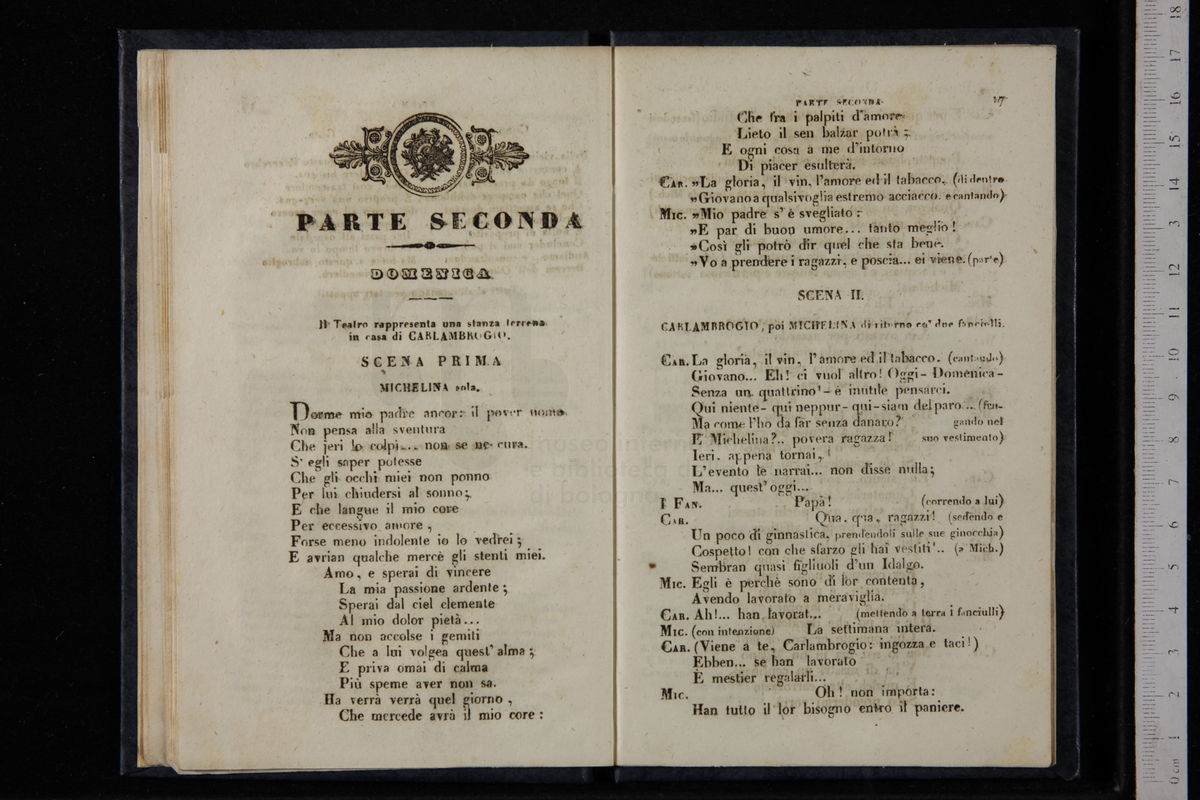 PARTE SECONDA
DOMENICA
Il Teatro rappresenta una stanza terrena
in casa di CARLAMBROGIO.
SCENA PRIMA
MICHELINA sola.
Dorme mio padre ancor: il pover uomo
Non pensa alla sventura
Che jeri lo colpì... non se ne cura.
S' egli saper potesse
Che gli occhi miei non ponno
Per lui chiudersi al sonno;
E che langue il mio core
Per eccessivo amore,
Forse meno indolente io lo vedrei;
E avrian qualche mercè gli stenti miei.
Amo, e sperai di vincere
La mia passione ardente;
Sperai dal ciel clemente
Al mio dolor pietà...
Ma non accolse i gemiti
Che a lui volgea quest' alma;
E priva omai di calma
Più speme aver non sa.
Ha verrà verrà quel giorno,
Che mercede avrà il mio core:
PARTE SECONDA
Che fra i palpiti d'amore
Lieto il sen balzar potrà;
E ogni cosa a me d'intorno
Di piacer esulterà.
CAR. »La gloria, il vin, l'amore ed il tabacco, (di dentro
»Giovano a qualsivoglia estremo acciacco. e cantando)
MIC. »Mio padre s' è svegliato:
»E par di buon umore... tanto meglio!
»Così gli potrò dir quel che sta bene.
»Vo a prendere i ragazzi, e poscia... ei viene. (parte)
SCENA II.
CARLAMBROGIO, poi MICHELINA di ritorno co' due fanciulli.
CAR. La gloria, il vin, l'amore ed il tabacco. (cantando)
Giovano... Eh! ci vuol altro! Oggi - Domenica -
Senza un quattrino! - è inutile pensarci.
Qui niente - qui neppur - qui - siam del paro... (fru-
Ma come l'ho da far senza danaro? gando nel
E Michelina?.. povera ragazza! suo vestimento)
Ieri, appena tornai,
L'evento le narrai... non disse nulla;
Ma... quest' oggi...
I FAN. Papà! (correndo a lui)
CAR. Qua, qua, ragazzi! (sedendo e
Un poco di ginnastica. prendendoli sulle sue ginocchia)
Cospetto! con che sfarzo gli hai vestiti!.. (a Mich.)
Sembran quasi figliuoli d'un Idalgo.
MIC. Egli è perchè sono di lor contenta,
Avendo lavorato a meraviglia.
CAR. Ah!... han lavorat... (mettendo a terra i fanciulli)
MIC. (con intenzione) La settimana intera.
CAR. (Viene a te, Carlambrogio: ingozza e taci!)
Ebben... se han lavorato
È mestier regalarli...
MIC. Oh! non importa:
Han tutto il lor bisogno entro il paniere.